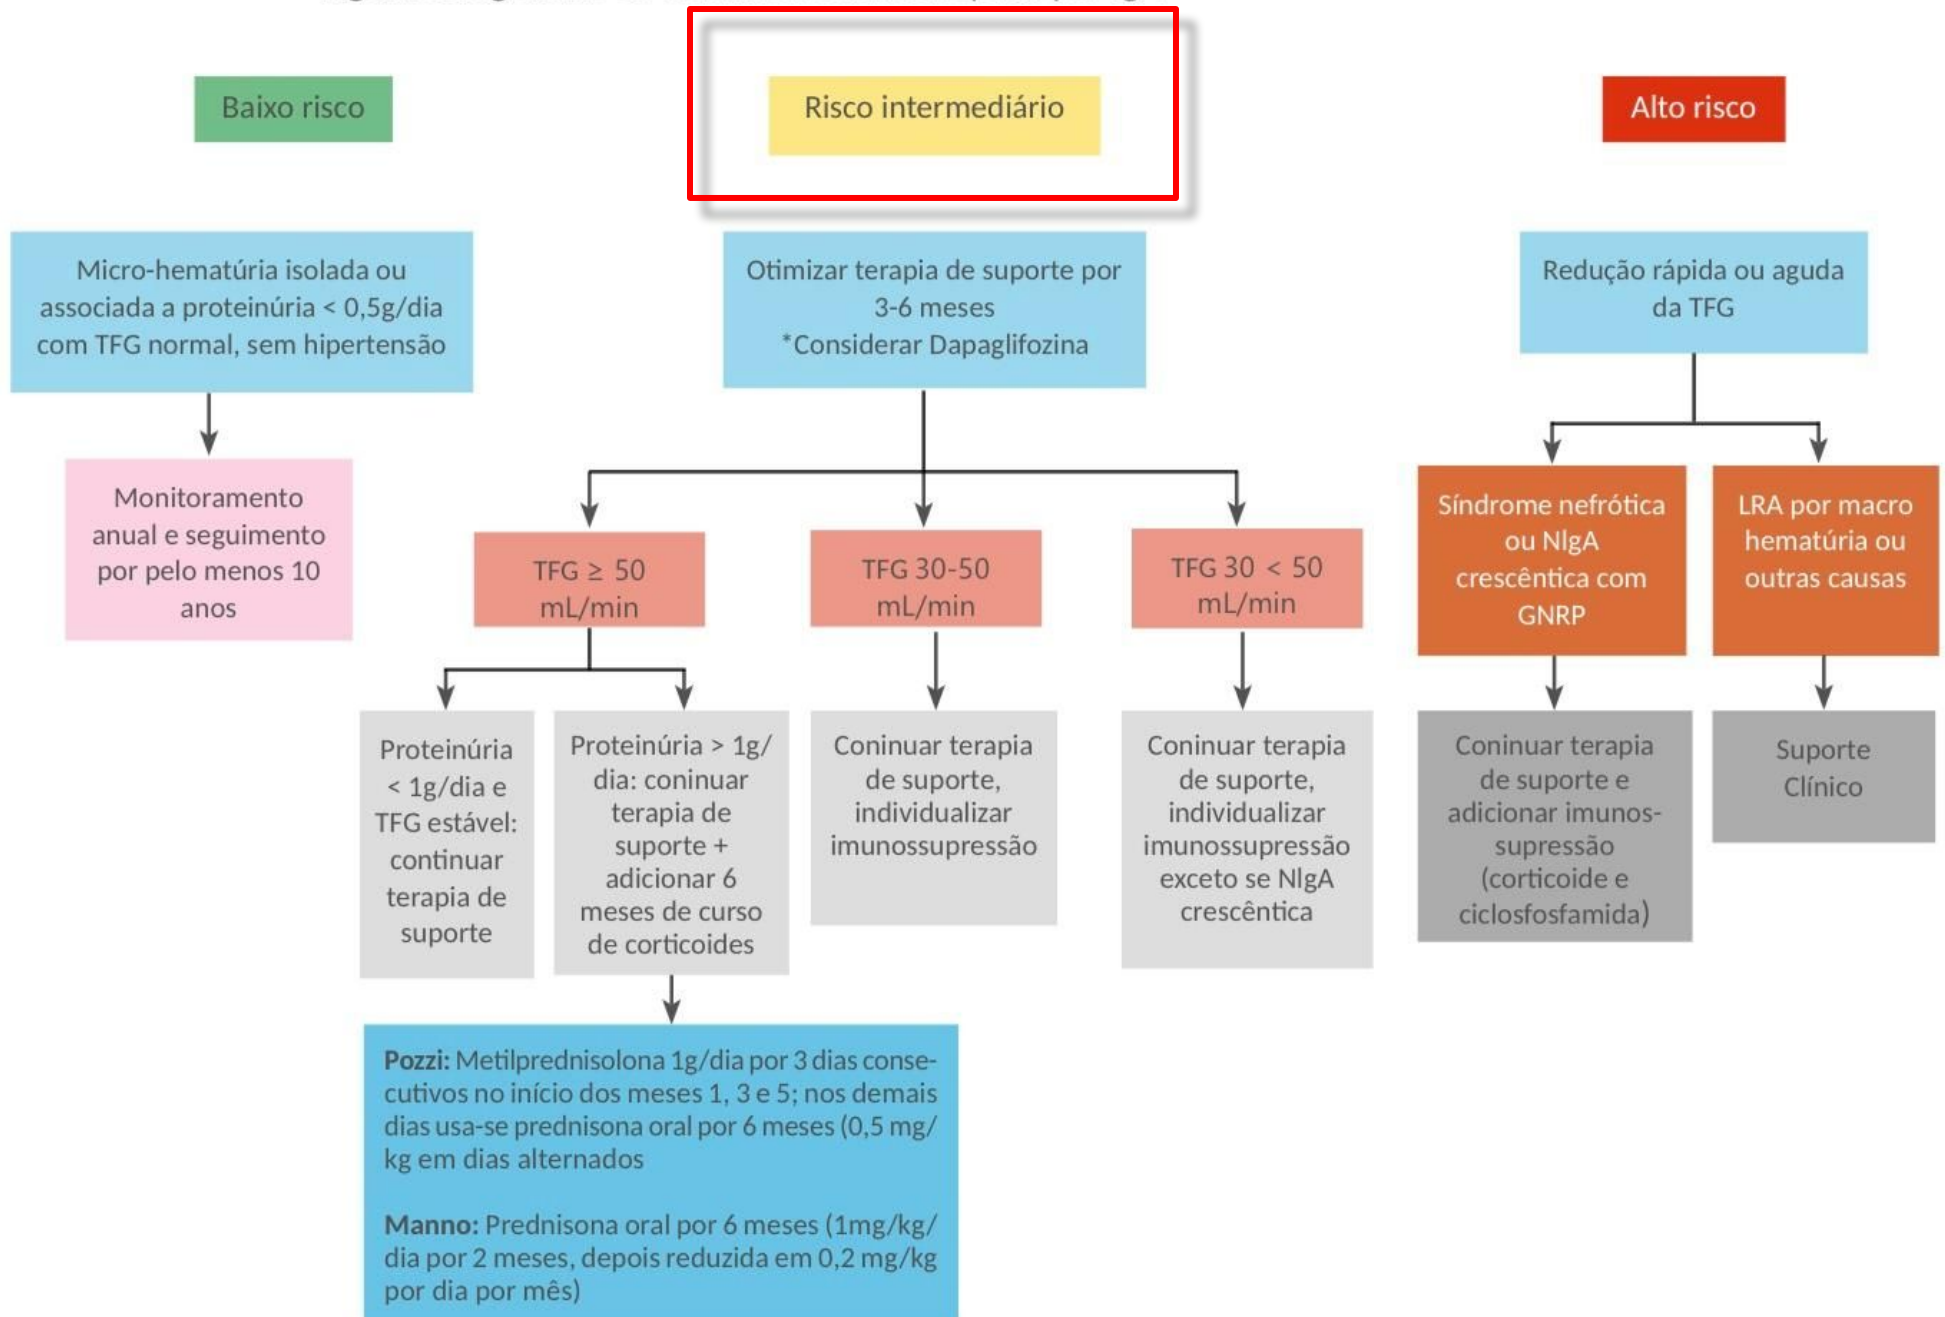 Baixo risco
Micro-hematúria isolada ou
associada a proteinúria < 0,5g/dia
com TFG normal, sem hipertensão
Monitoramento
anual e seguimento
por pelo menos 10
anos
Risco intermediário
Otimizar terapia de suporte por
3-6 meses
*Considerar Dapaglifozina
TFG ≥ 50
mL/min
Proteinúria
< 1g/dia e
TFG estável:
continuar
terapia de
suporte
Proteinúria > 1g/
dia: coninuar
terapia de
suporte +
adicionar 6
meses de curso
de corticoides
Pozzi: Metilprednisolona 1g/dia por 3 dias conse-
cutivos no início dos meses 1, 3 e 5; nos demais
dias usa-se prednisona oral por 6 meses (0,5 mg/
kg em dias alternados
Manno: Prednisona oral por 6 meses (1mg/kg/
dia por 2 meses, depois reduzida em 0,2 mg/kg
por dia por mês)
TFG 30-50
mL/min
Coninuar terapia
de suporte,
individualizar
imunossupressão
TFG 30 < 50
mL/min
Coninuar terapia
de suporte,
individualizar
imunossupressão
exceto se NlgA
crescêntica
Alto risco
Redução rápida ou aguda
da TFG
Síndrome nefrótica
ou NlgA
crescêntica com
GNRP
Coninuar terapia
de suporte e
adicionar imunos-
supressão
(corticoide e
ciclosfosfamida)
LRA por macro
hematúria ou
outras causas
Suporte
Clínico